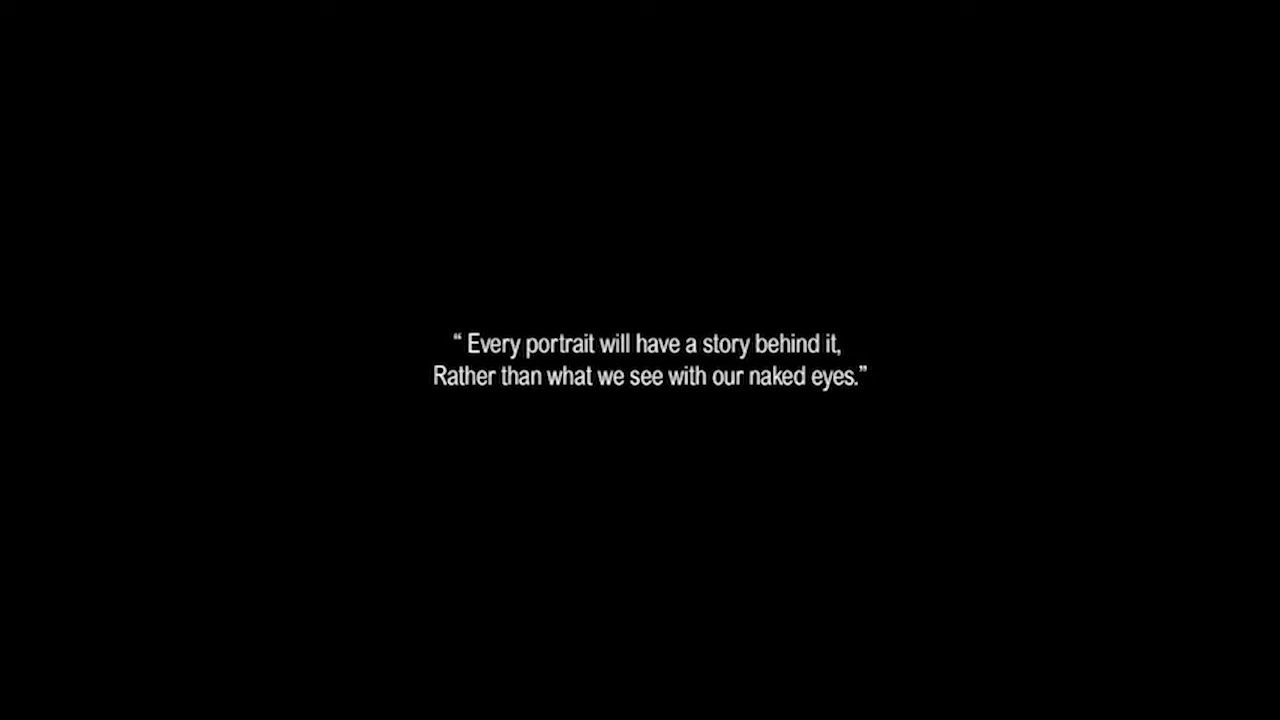 “ Every portrait will have a story behind it,
Rather than what we see with our naked eyes.”